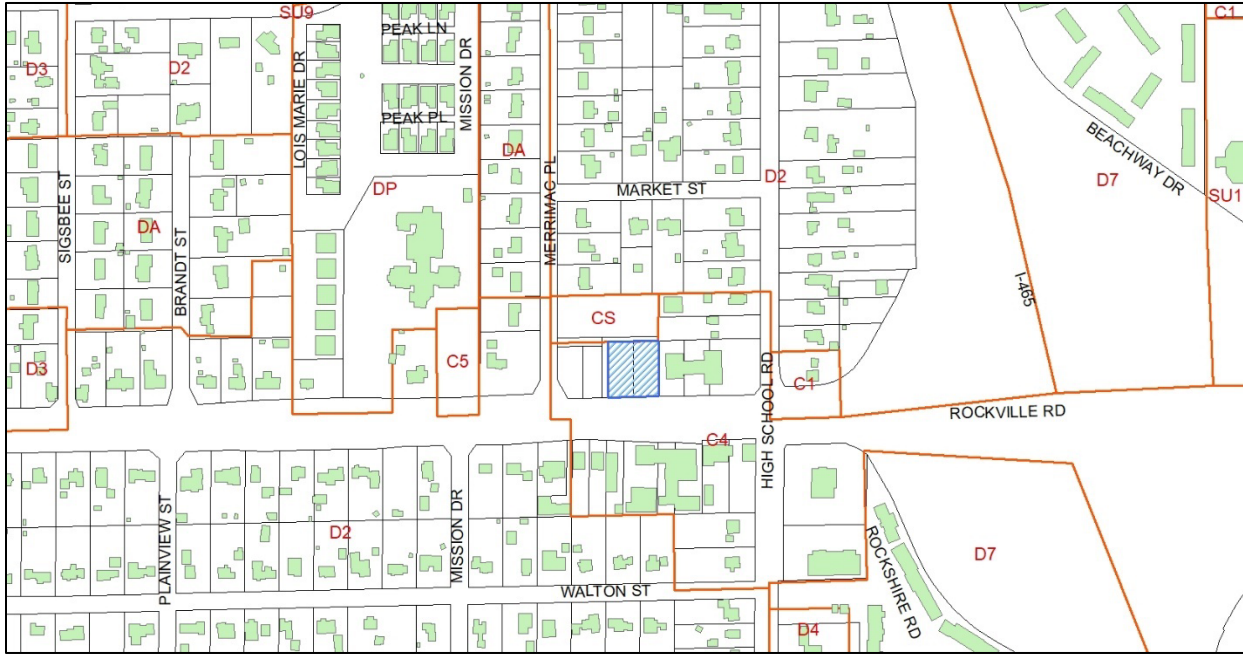 SU9
C1
PEAK LN
D3
D2
LOIS MARIE DR
MISSION DR
PEAK PL
DA
MERRIMAC PL
BEACHWAY DR
D7
MARKET ST
D2
DP
SU1
SIGSBEE ST
DA
BRANDT ST
I-465
CS
D3
C5
C1
HIGH SCHOOL RD
ROCKVILLE RD
C4
PLAINVIEW ST
MISSION DR
D2
ROCKSHIRE RD
D7
WALTON ST
D4